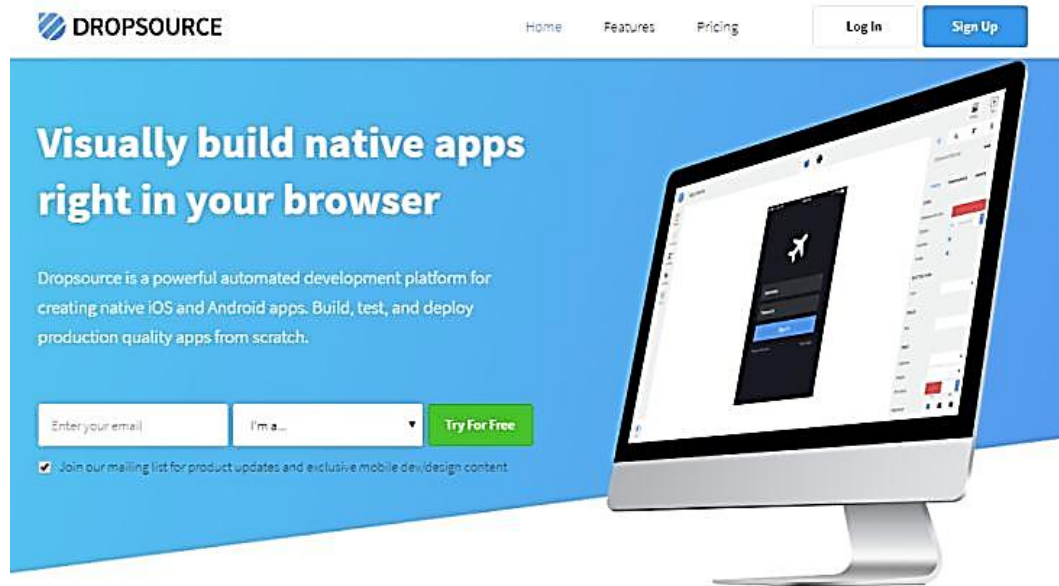 DROPSOURCE
Home Features Pricing Log In Sign Up
Visually build native apps
right in your browser
Dropsource is a powerful automated development platform for
creating native iOS and Android apps. Build, test, and deploy
production quality apps from scratch.
Enter your email I'm a... Try For Free
Join our mailing list for product updates and exclusive mobile dev/design content